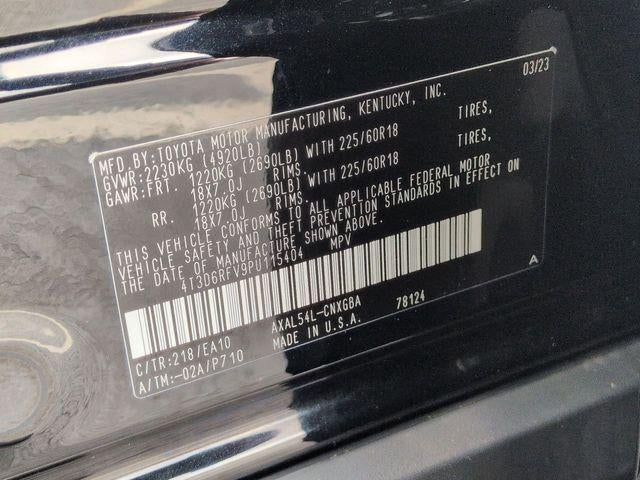 03/23
MFD.BY:TOYOTA MOTOR MANUFACTURING, KENTUCKY, INC.
GVWR:2230KG (4920LB)
GAWR:FRT. 1220KG (2690LB) WITH 225/60R18 TIRES,
18X7.0J RIMS.
RR. 1220KG (2690LB) WITH 225/60R18 TIRES,
18X7.0J RIMS.
THIS VEHICLE CONFORMS TO ALL APPLICABLE FEDERAL MOTOR
VEHICLE SAFETY AND THEFT PREVENTION STANDARDS IN EFFECT ON
THE DATE OF MANUFACTURE SHOWN ABOVE.
4T3D6RFV9PU115404 MPV
A
C/TR:218/EA10 AXAL54L-CNXGBA 78124
A/TM:-02A/P710 MADE IN U.S.A.